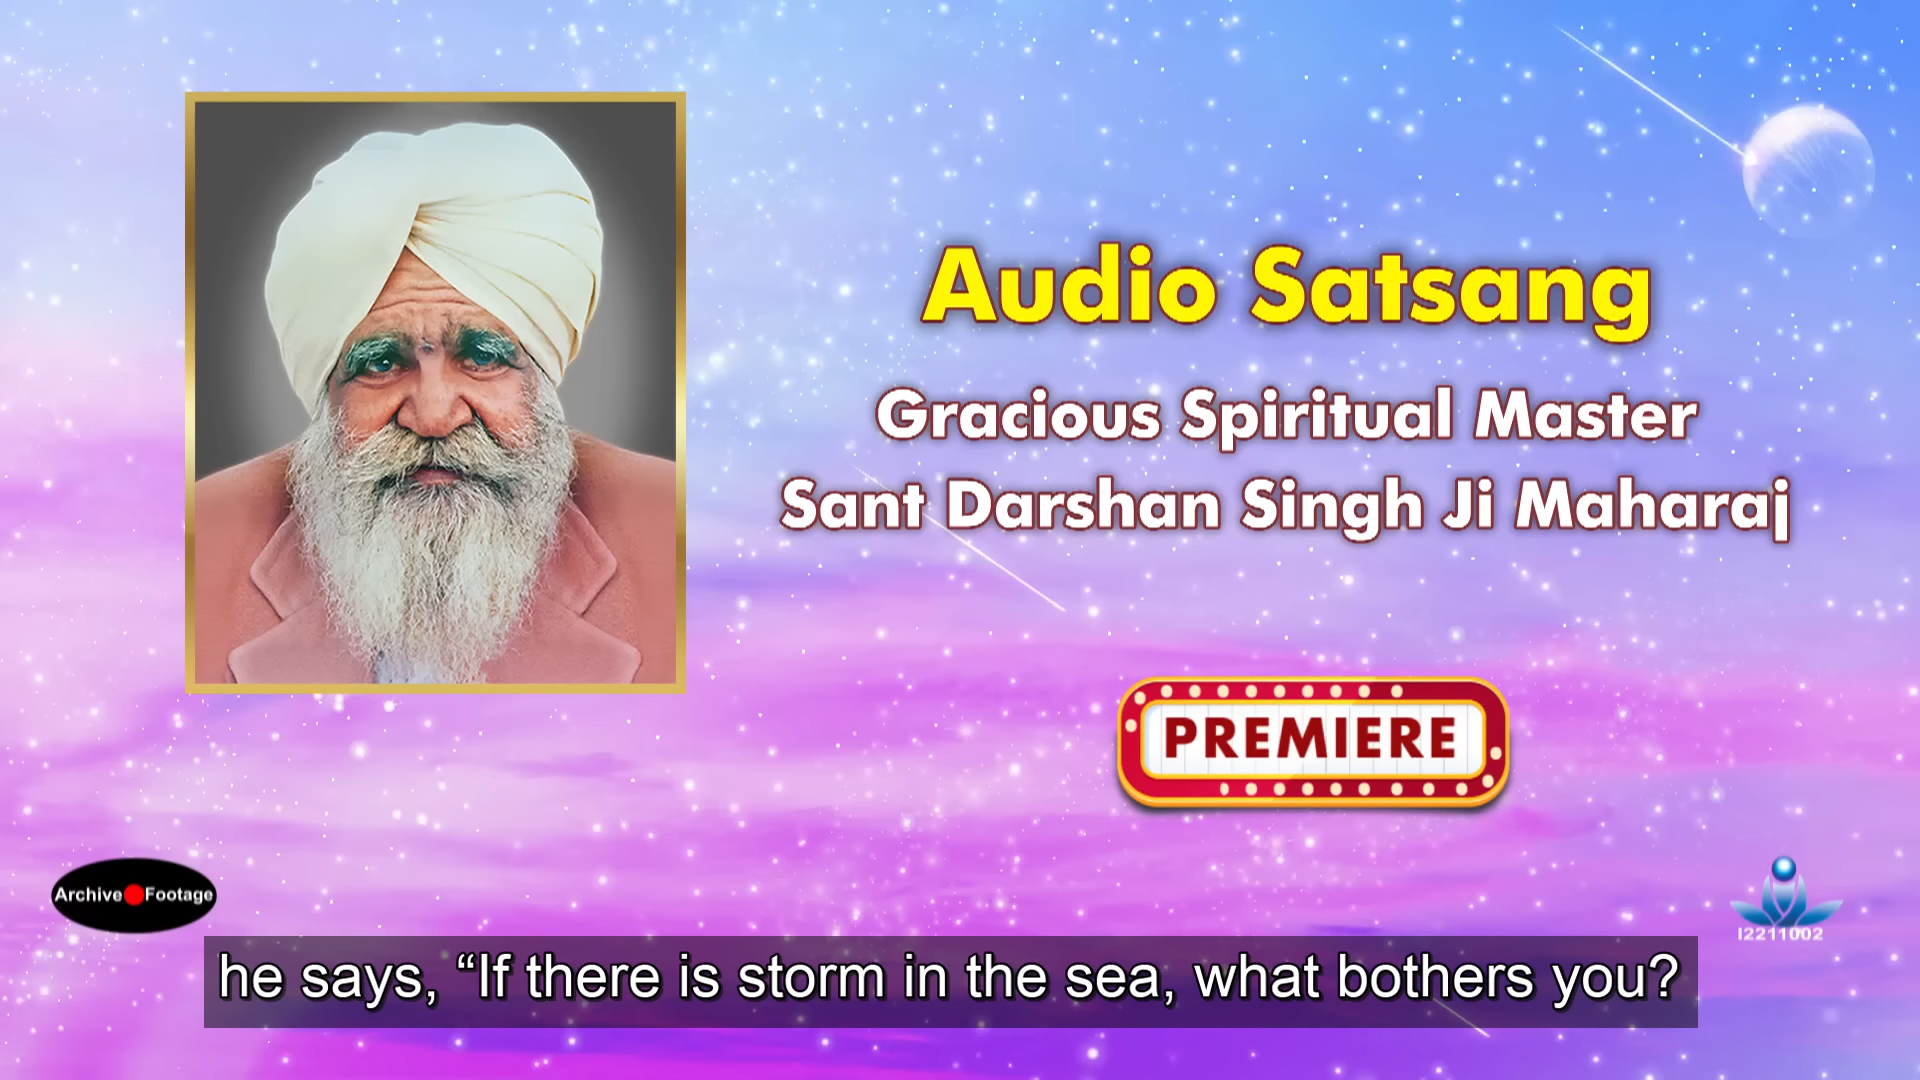 Audio Satsang
Gracious Spiritual Master
Sant Darshan Singh Ji Maharaj
PREMIERE
Archive Footage
I2211002
he says, “If there is storm in the sea, what bothers you?